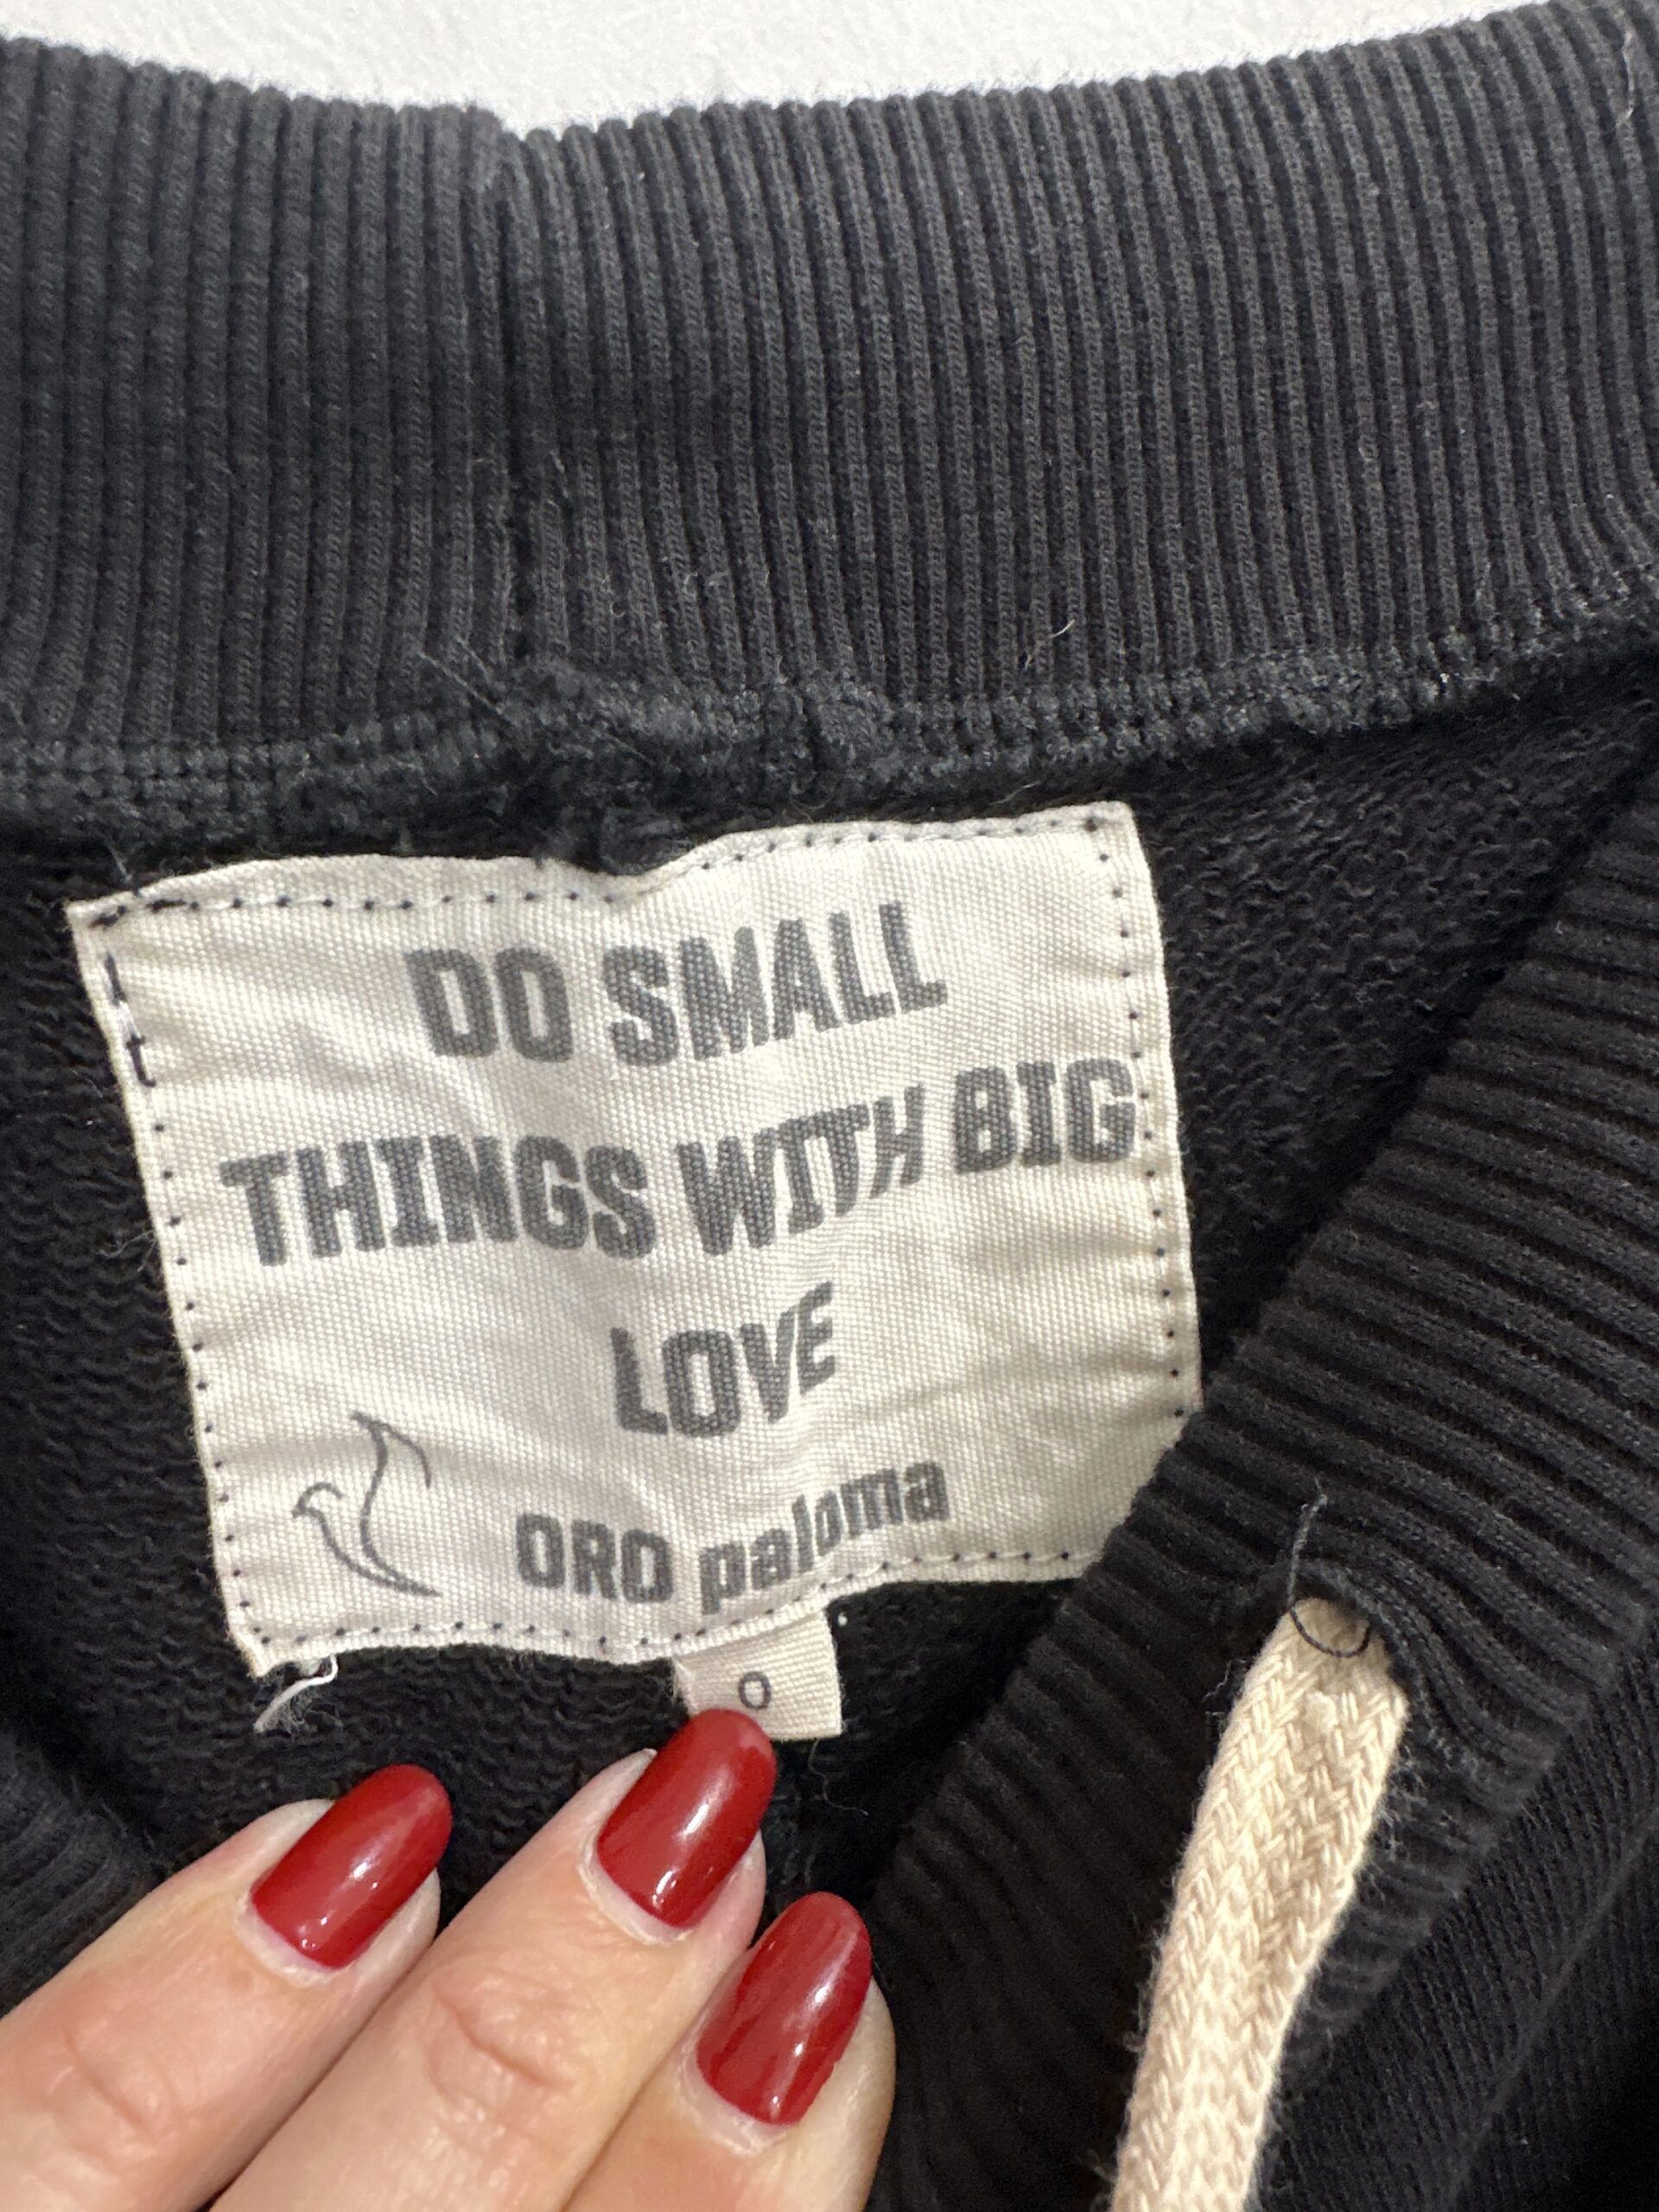 DO SMALL
THINGS WITH BIG
LOVE
ORO paloma
0